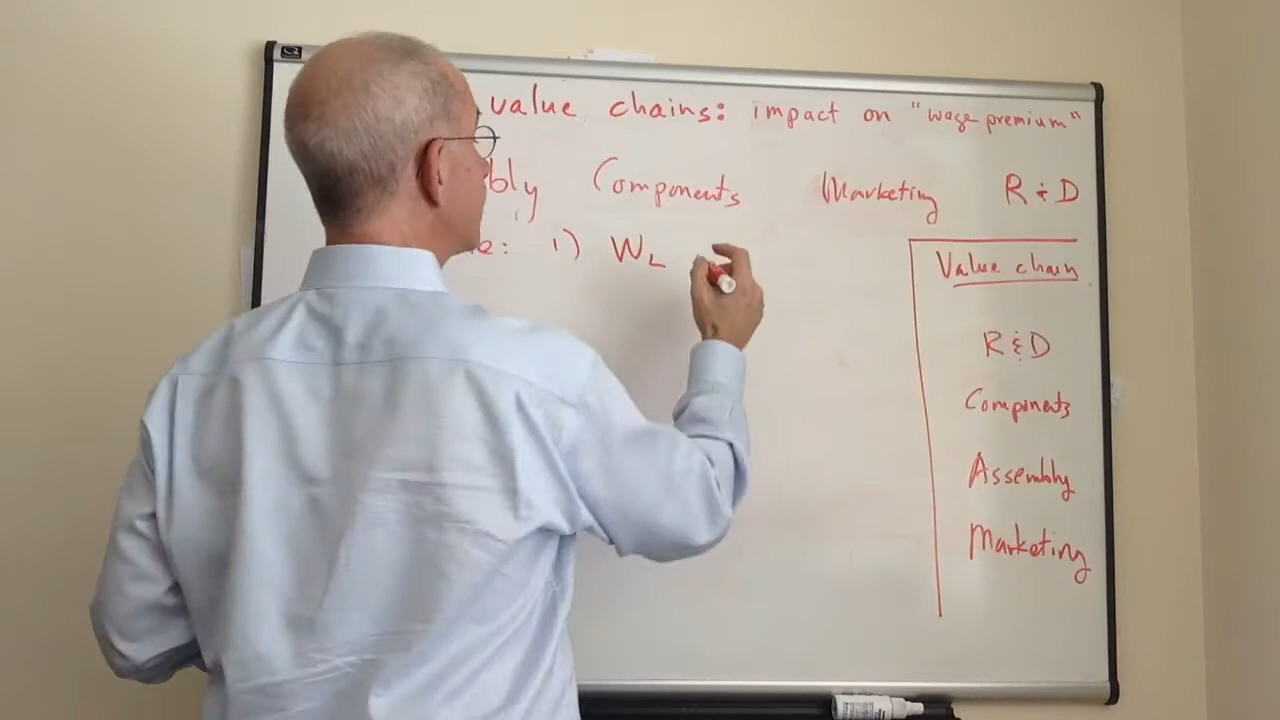 value chains: impact on "wage premium"
bly Components Marketing R & D
e: 1) WL
Value chain
R & D
Components
Assembly
Marketing